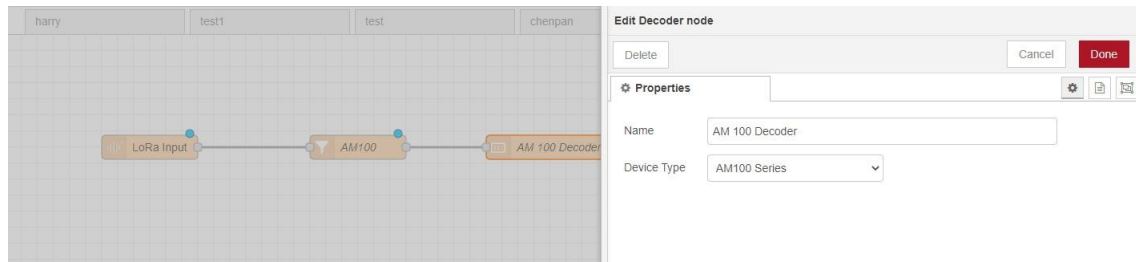 harry
test1
test
chenpan
Edit Decoder node
Delete
Cancel
Done
Properties
Name
AM 100 Decoder
Device Type
AM100 Series
LoRa Input
AM100
AM 100 Decoder